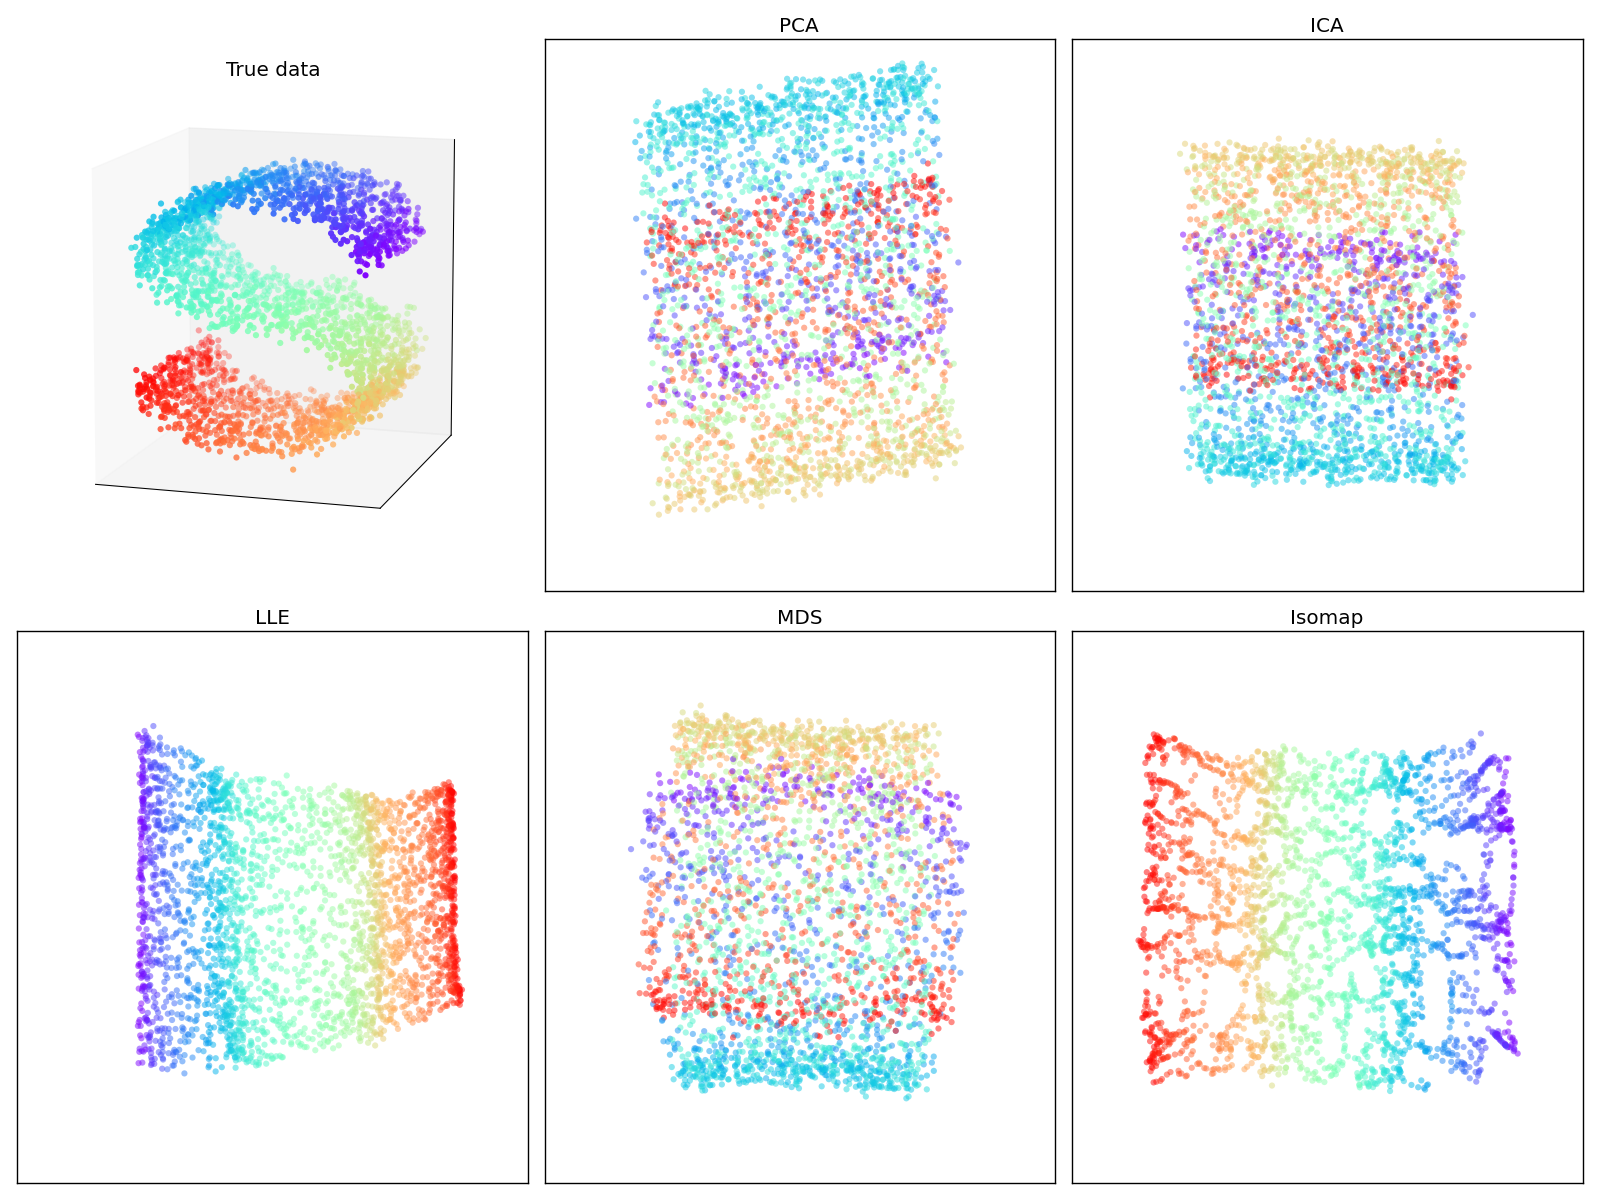 True data
PCA
ICA
LLE
MDS
Isomap